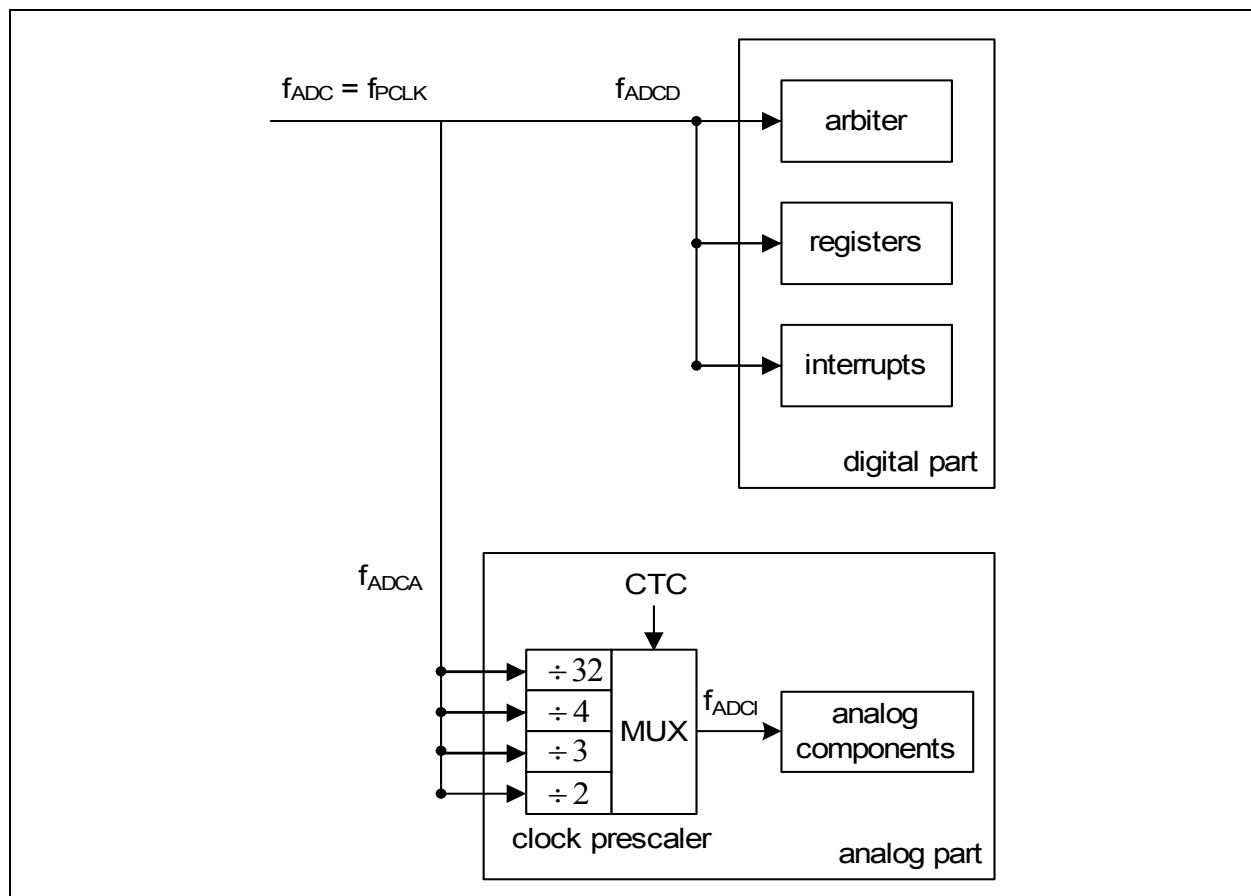 fADC = fPCLK
fADCD
arbiter
registers
interrupts
digital part
fADCA
CTC
÷ 32
÷ 4
÷ 3
÷ 2
MUX
fADCI
analog
components
clock prescaler
analog part